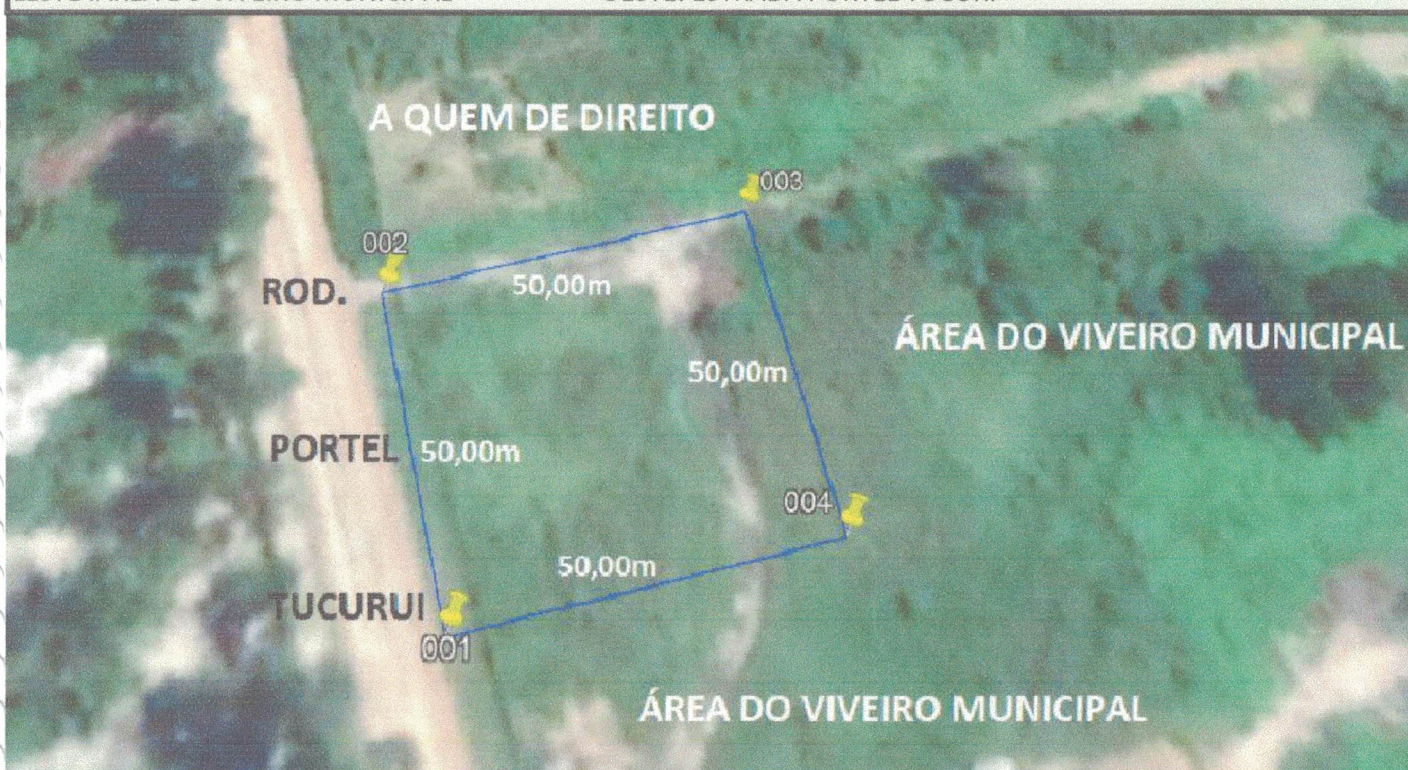 A QUEM DE DIREITO
003
002
ROD.
50,00m
ÁREA DO VIVEIRO MUNICIPAL
50,00m
PORTEL
50,00m
004
50,00m
TUCURUI
001
ÁREA DO VIVEIRO MUNICIPAL